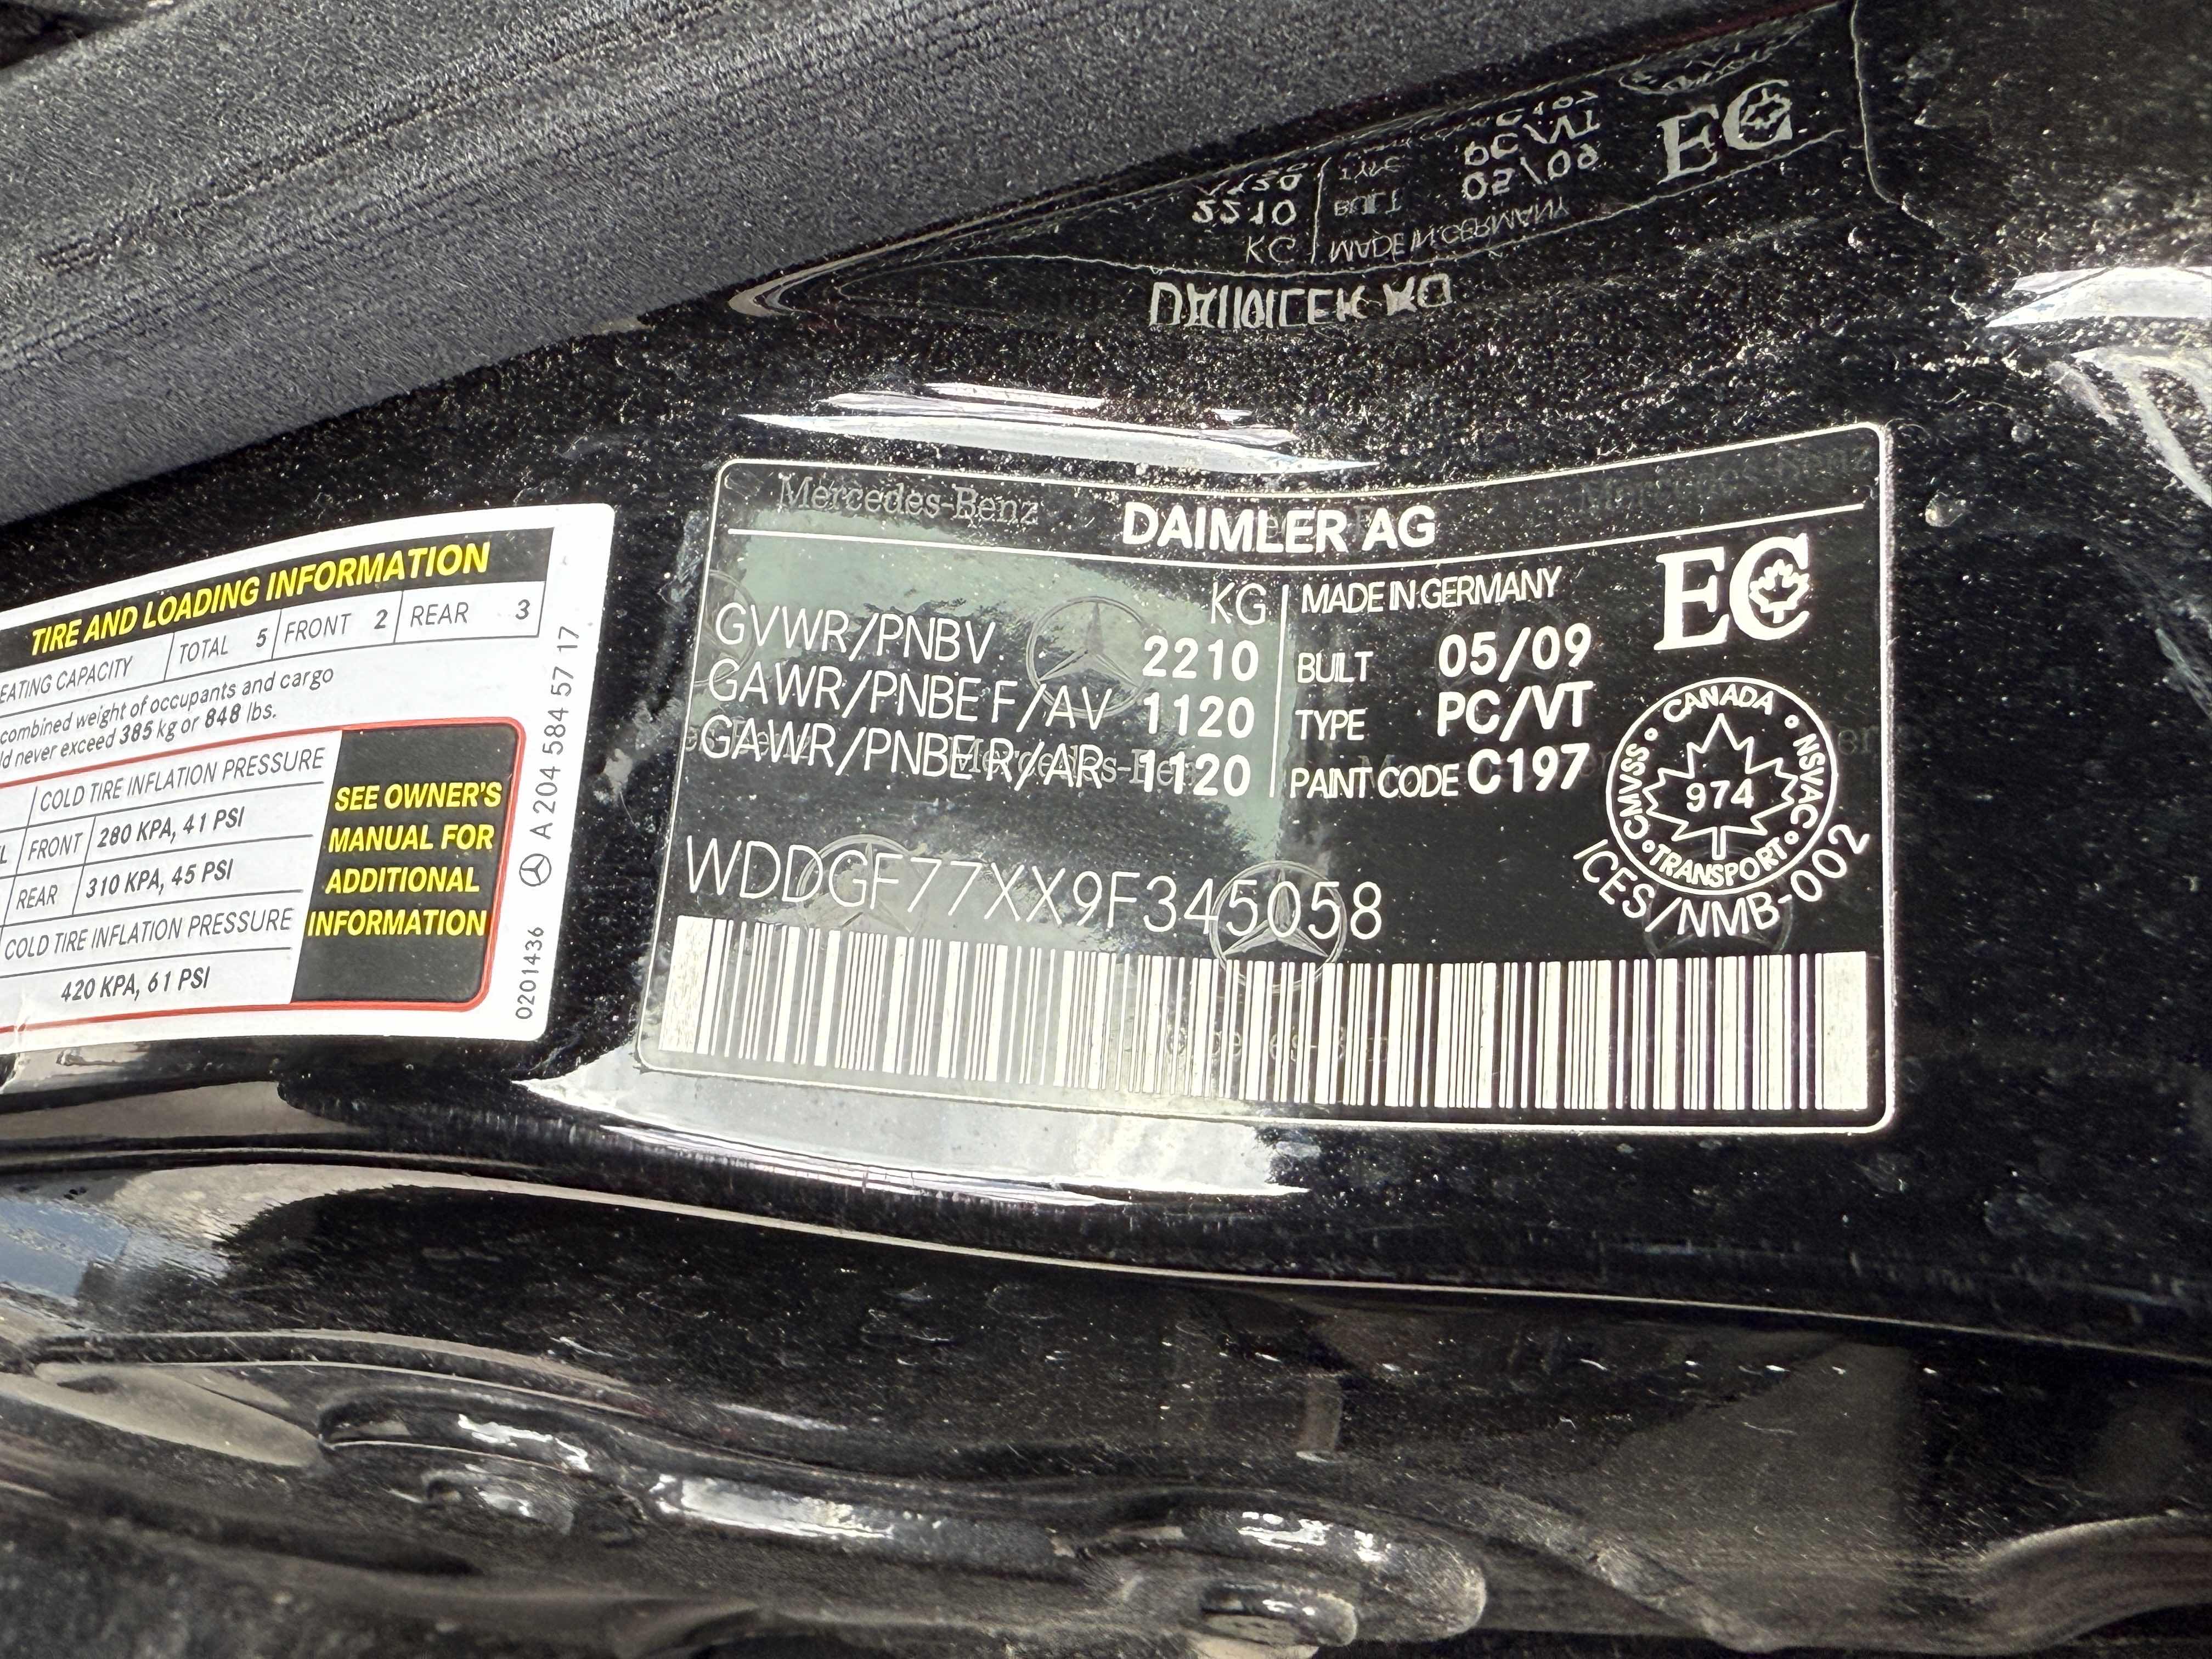 TIRE AND LOADING INFORMATION
EATING CAPACITY TOTAL 5 FRONT 2 REAR 3
combined weight of occupants and cargo
ld never exceed 385 kg or 848 lbs.
COLD TIRE INFLATION PRESSURE
FRONT 280 KPA, 41 PSI
REAR 310 KPA, 45 PSI
COLD TIRE INFLATION PRESSURE
420 KPA, 61 PSI
SEE OWNER'S
MANUAL FOR
ADDITIONAL
INFORMATION
0201436 A 204 584 57 17
Mercedes-Benz
DAIMLER AG
KG
GVWR/PNBV 2210
GAWR/PNBE F/AV 1120
GAWR/PNBE R/AR 1120
MADE IN GERMANY
BUILT 05/09
TYPE PC/VT
PAINT CODE C197
EC
CANADA • NSVAC • TRANSPORT • CMVSS •
974
ICES/NMB-002
WDDGF77XX9F345058